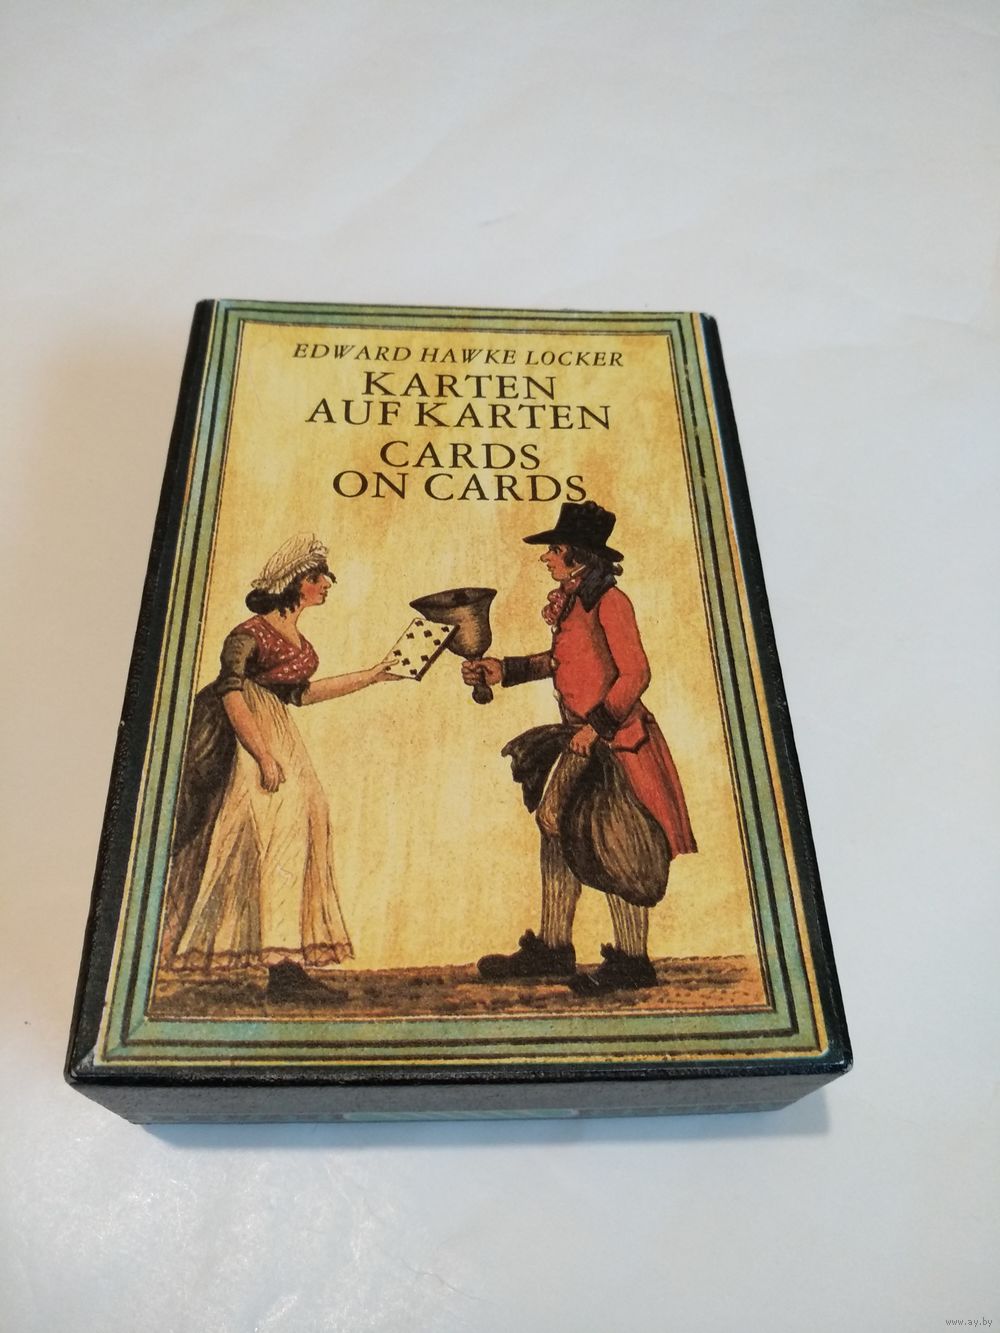 EDWARD HAWKE LOCKER
KARTEN
AUF KARTEN
CARDS
ON CARDS
www.ay.by